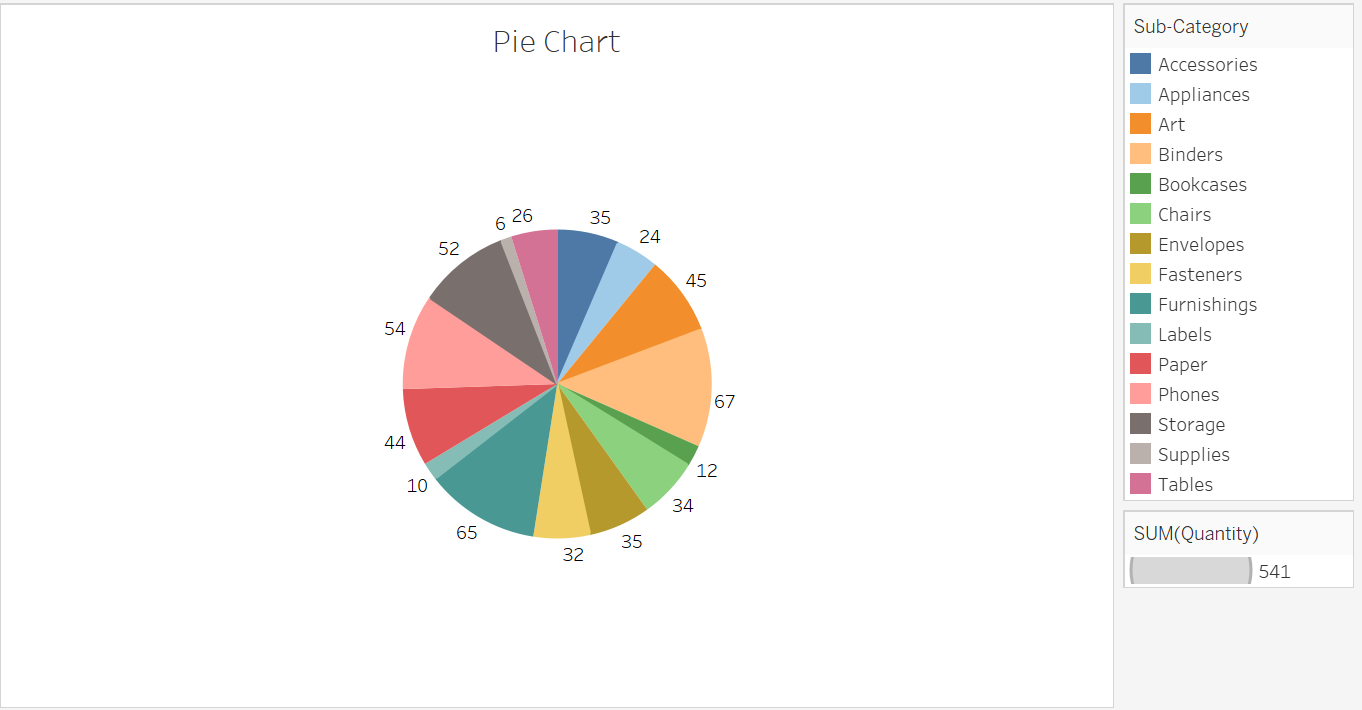 Pie Chart
6
26
35
24
45
67
12
34
35
32
65
10
44
54
52
Sub-Category
Accessories
Appliances
Art
Binders
Bookcases
Chairs
Envelopes
Fasteners
Furnishings
Labels
Paper
Phones
Storage
Supplies
Tables
SUM(Quantity)
541